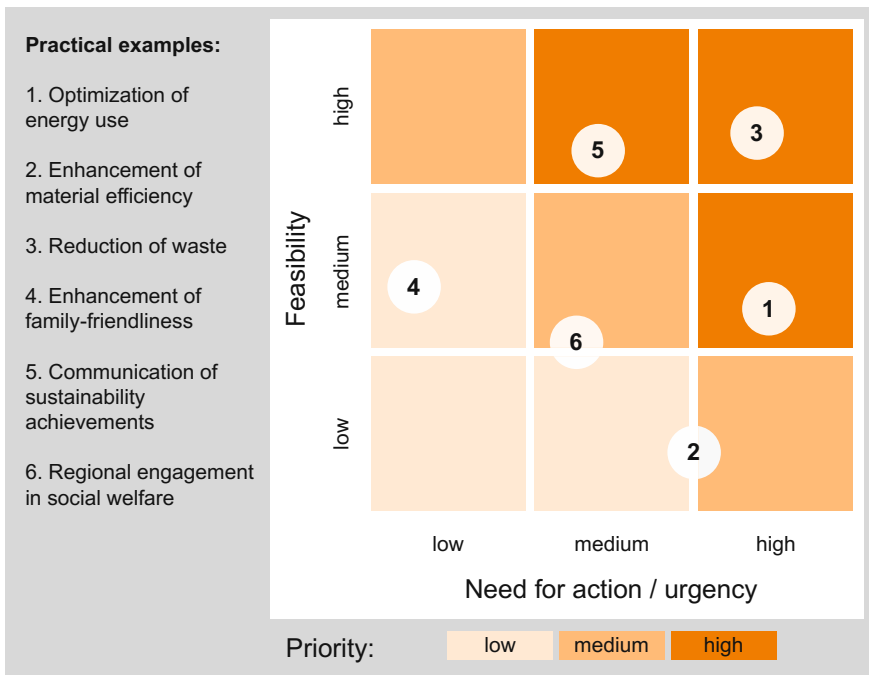 Practical examples:
1. Optimization of
energy use
2. Enhancement of
material efficiency
3. Reduction of waste
4. Enhancement of
family-friendliness
5. Communication of
sustainability
achievements
6. Regional engagement
in social welfare
Feasibility
high
medium
low
5
3
4
1
6
2
low medium high
Need for action / urgency
Priority: low medium high